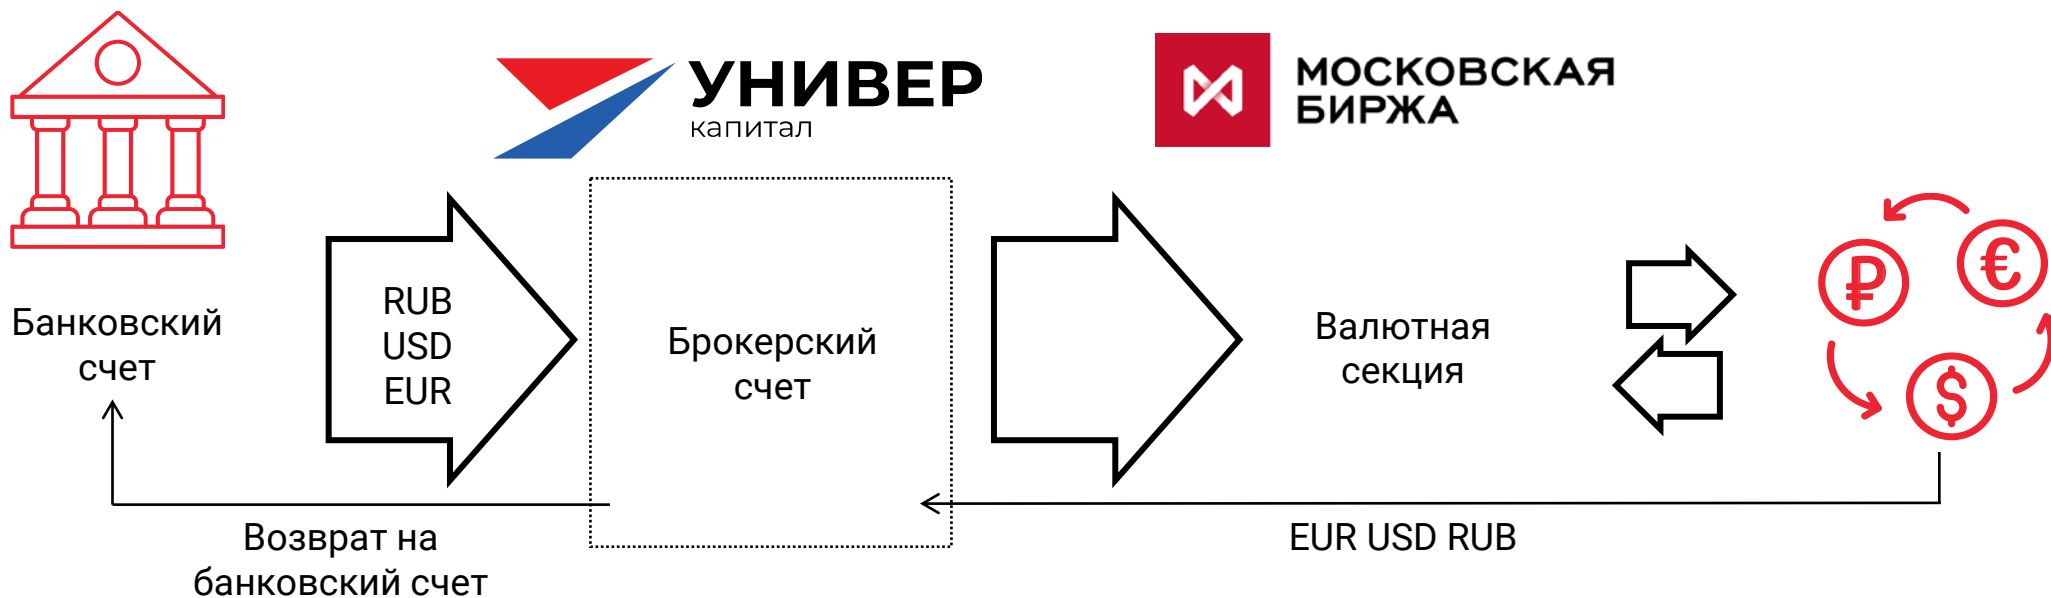 УНИВЕР
капитал
МОСКОВСКАЯ
БИРЖА
Банковский
счет
RUB
USD
EUR
Брокерский
счет
Валютная
секция
₽
€
$
Возврат на
банковский счет
EUR USD RUB